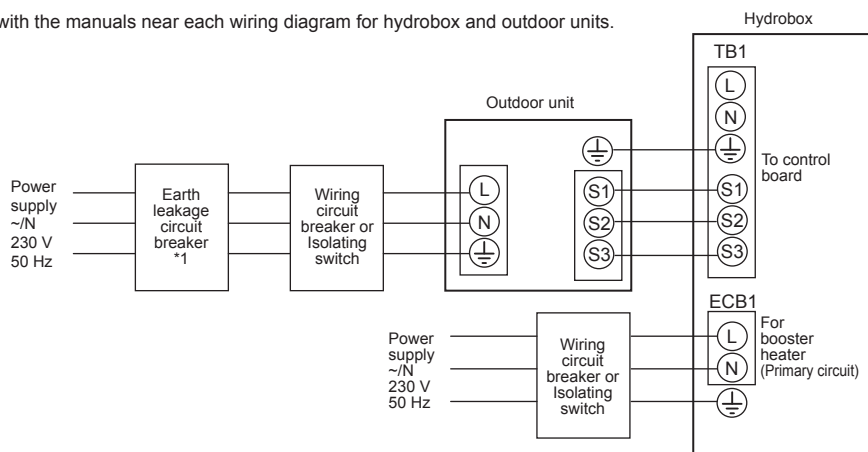 with the manuals near each wiring diagram for hydrobox and outdoor units.
Hydrobox
TB1
L
N
To control
board
S1
S2
S3
Outdoor unit
L
N
S1
S2
S3
Power
supply
~/N
230 V
50 Hz
Earth
leakage
circuit
breaker
*1
Wiring
circuit
breaker or
Isolating
switch
ECB1
L
N
For
booster
heater
(Primary circuit)
Power
supply
~/N
230 V
50 Hz
Wiring
circuit
breaker or
Isolating
switch